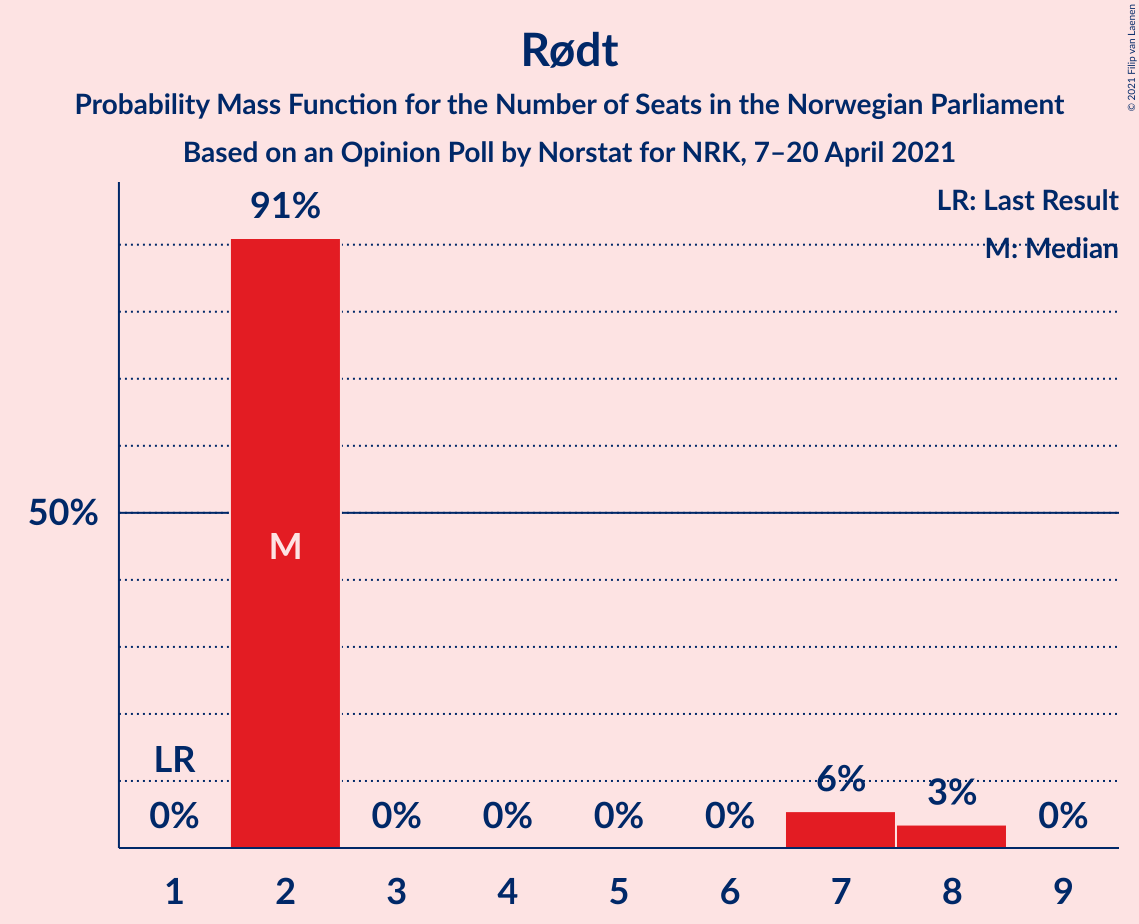 Rødt
Probability Mass Function for the Number of Seats in the Norwegian Parliament
Based on an Opinion Poll by Norstat for NRK, 7–20 April 2021
© 2021 Filip van Laenen
LR: Last Result
M: Median
91%
50%
M
LR
0%
0%
0%
0%
0%
6%
3%
0%
1 2 3 4 5 6 7 8 9